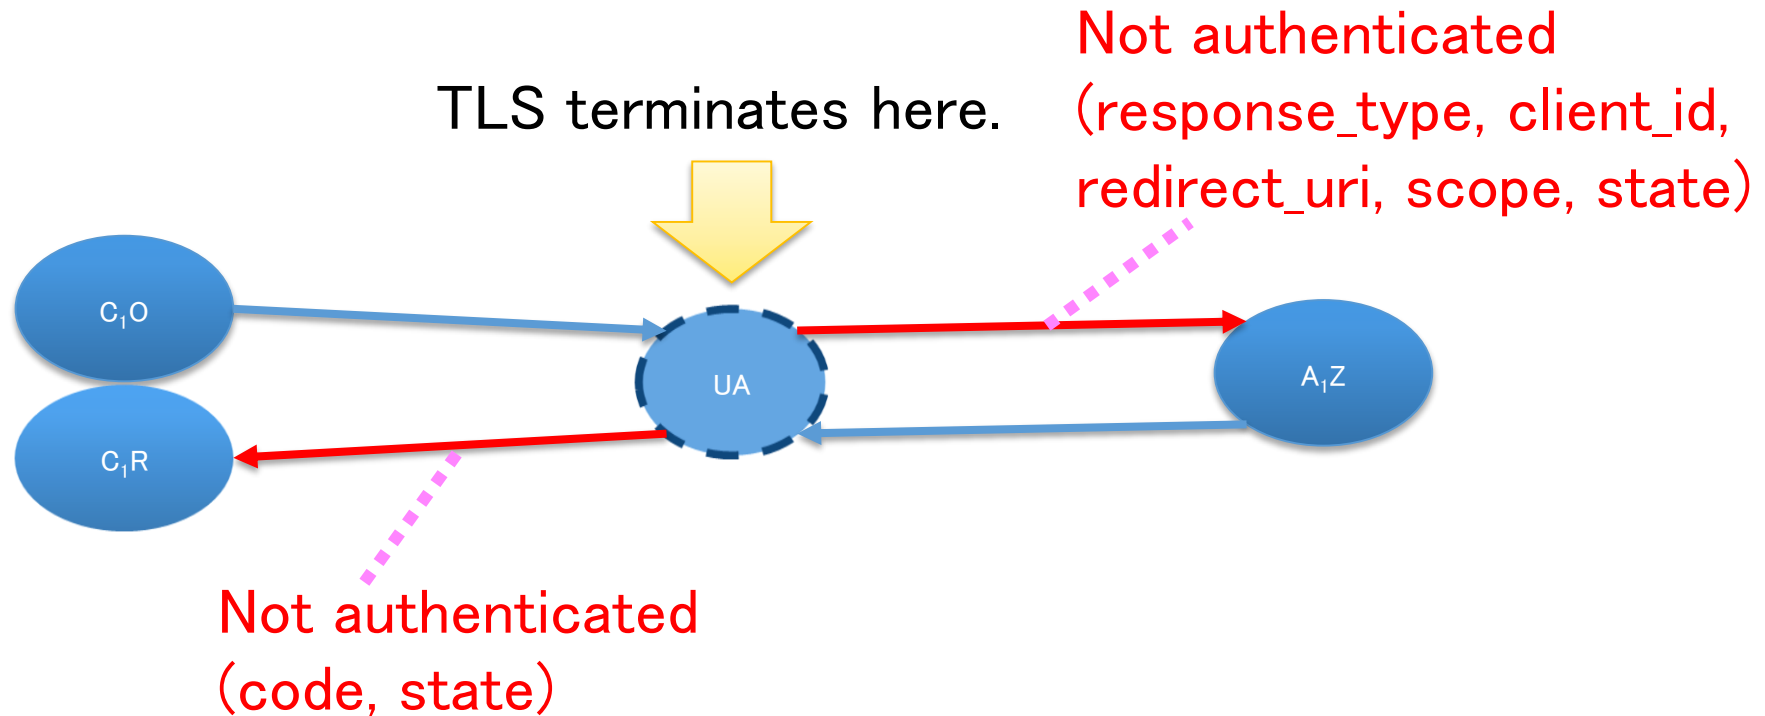 Not authenticated
(response_type, client_id,
redirect_uri, scope, state)
TLS terminates here.
C₁O
UA
A₁Z
C₁R
Not authenticated
(code, state)